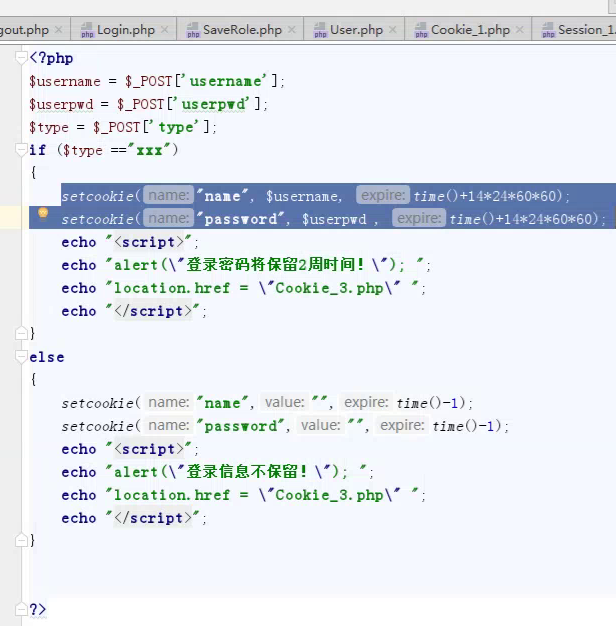 gout.php × Login.php × SaveRole.php × User.php × Cookie_1.php × Session_1.
<?php
$username = $_POST['username'];
$userpwd = $_POST['userpwd'];
$type = $_POST['type'];
if ($type =="xxx")
{
setcookie( name: "name", $username, expire: time()+14*24*60*60);
setcookie( name: "password", $userpwd , expire: time()+14*24*60*60);
echo "<script>";
echo "alert(\"登录密码将保留2周时间！\"); ";
echo "location.href = \"Cookie_3.php\" ";
echo "</script>";
}
else
{
setcookie( name: "name", value: "", expire: time()-1);
setcookie( name: "password", value: "", expire: time()-1);
echo "<script>";
echo "alert(\"登录信息不保留！\"); ";
echo "location.href = \"Cookie_3.php\" ";
echo "</script>";
}
?>